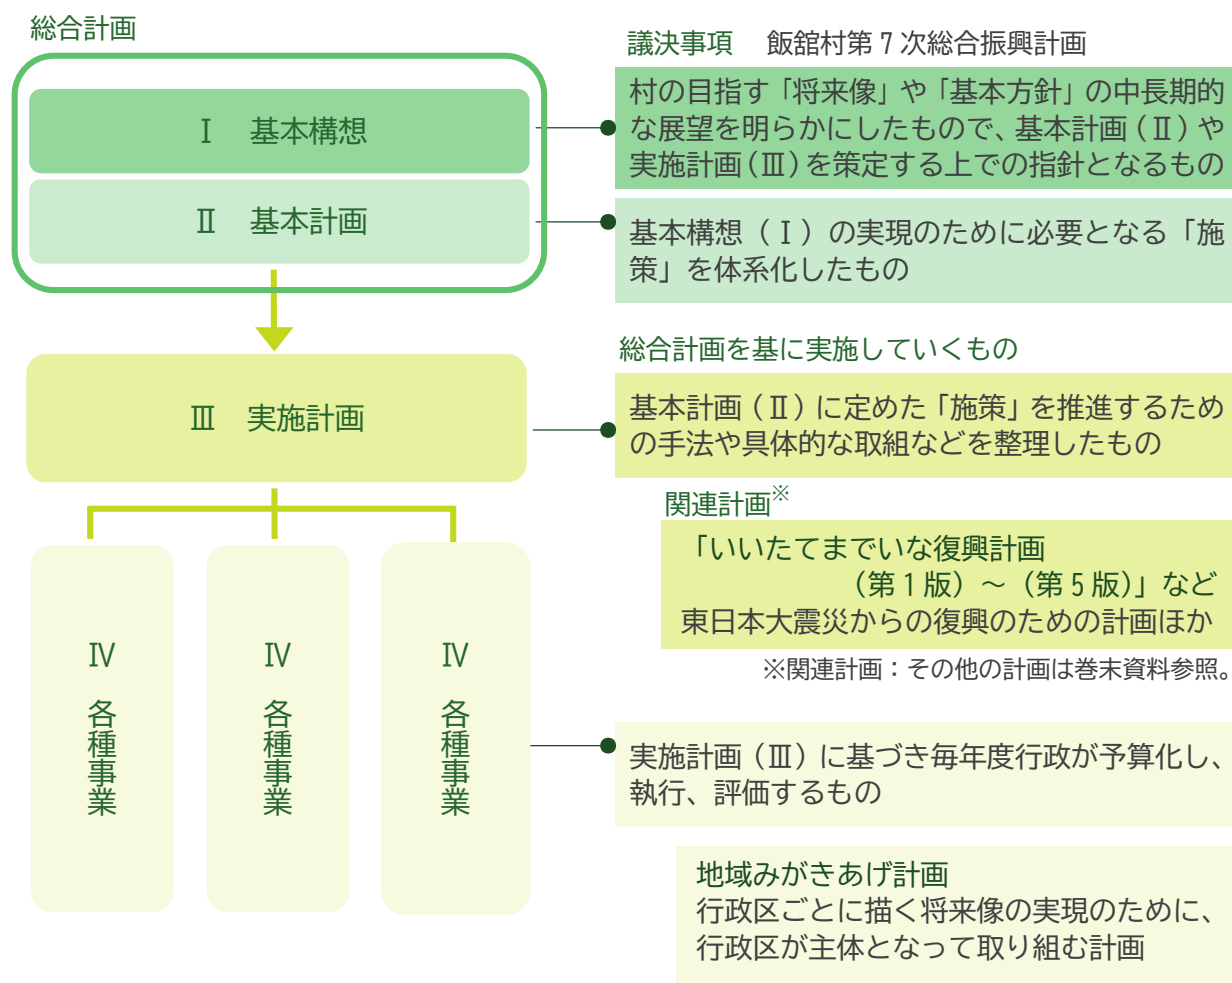 総合計画
Ⅰ　基本構想
Ⅱ　基本計画
Ⅲ　実施計画
Ⅳ　各種事業
Ⅳ　各種事業
Ⅳ　各種事業
議決事項　飯舘村第7次総合振興計画
村の目指す「将来像」や「基本方針」の中長期的
な展望を明らかにしたもので、基本計画（Ⅱ）や
実施計画（Ⅲ）を策定する上での指針となるもの
基本構想（Ⅰ）の実現のために必要となる「施
策」を体系化したもの
総合計画を基に実施していくもの
基本計画（Ⅱ）に定めた「施策」を推進するため
の手法や具体的な取組などを整理したもの
関連計画※
「いいたてまでいな復興計画
（第1版）～（第5版）」など
東日本大震災からの復興のための計画ほか
※関連計画：その他の計画は巻末資料参照。
実施計画（Ⅲ）に基づき毎年度行政が予算化し、
執行、評価するもの
地域みがきあげ計画
行政区ごとに描く将来像の実現のために、
行政区が主体となって取り組む計画